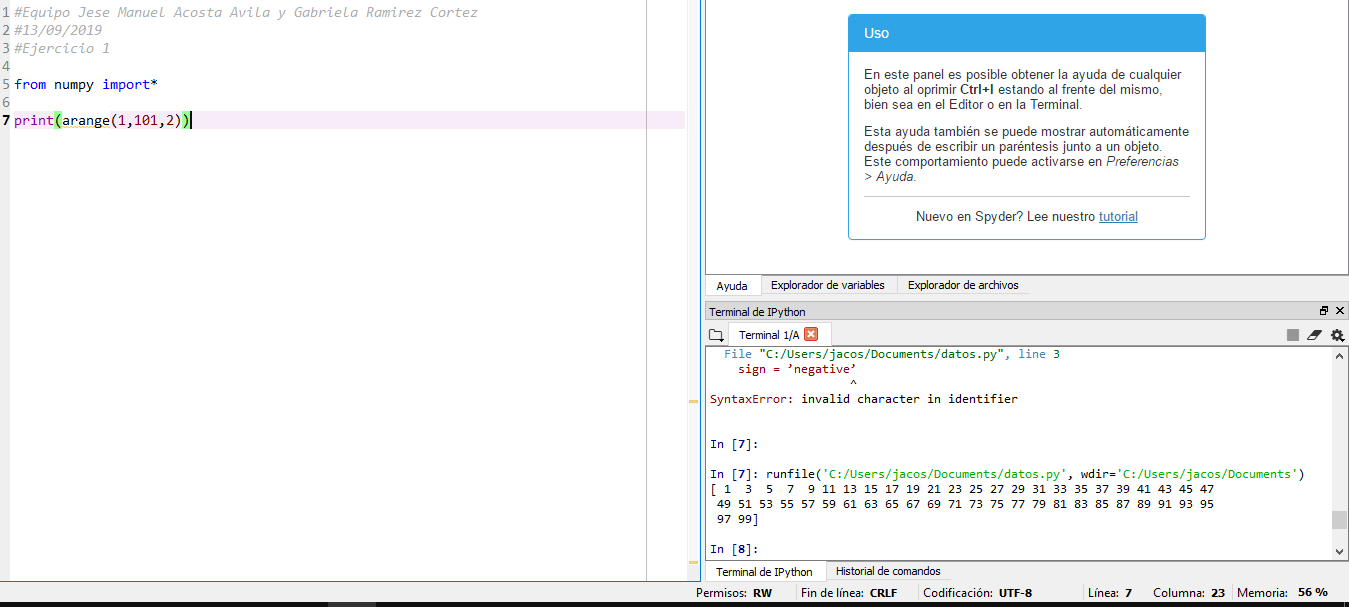 1 #Equipo Jese Manuel Acosta Avila y Gabriela Ramirez Cortez
2 #13/09/2019
3 #Ejercicio 1
4
5 from numpy import*
6
7 print(arange(1,101,2))
Uso
En este panel es posible obtener la ayuda de cualquier
objeto al oprimir Ctrl+I estando al frente del mismo,
bien sea en el Editor o en la Terminal.
Esta ayuda también se puede mostrar automáticamente
después de escribir un paréntesis junto a un objeto.
Este comportamiento puede activarse en Preferencias
> Ayuda.
Nuevo en Spyder? Lee nuestro tutorial
Ayuda Explorador de variables Explorador de archivos
Terminal de IPython
Terminal 1/A
File "C:/Users/jacos/Documents/datos.py", line 3
sign = ’negative’
^
SyntaxError: invalid character in identifier
In [7]:
In [7]: runfile('C:/Users/jacos/Documents/datos.py', wdir='C:/Users/jacos/Documents')
[ 1 3 5 7 9 11 13 15 17 19 21 23 25 27 29 31 33 35 37 39 41 43 45 47
49 51 53 55 57 59 61 63 65 67 69 71 73 75 77 79 81 83 85 87 89 91 93 95
97 99]
In [8]:
Terminal de IPython Historial de comandos
Permisos: RW Fin de línea: CRLF Codificación: UTF-8 Línea: 7 Columna: 23 Memoria: 56 %